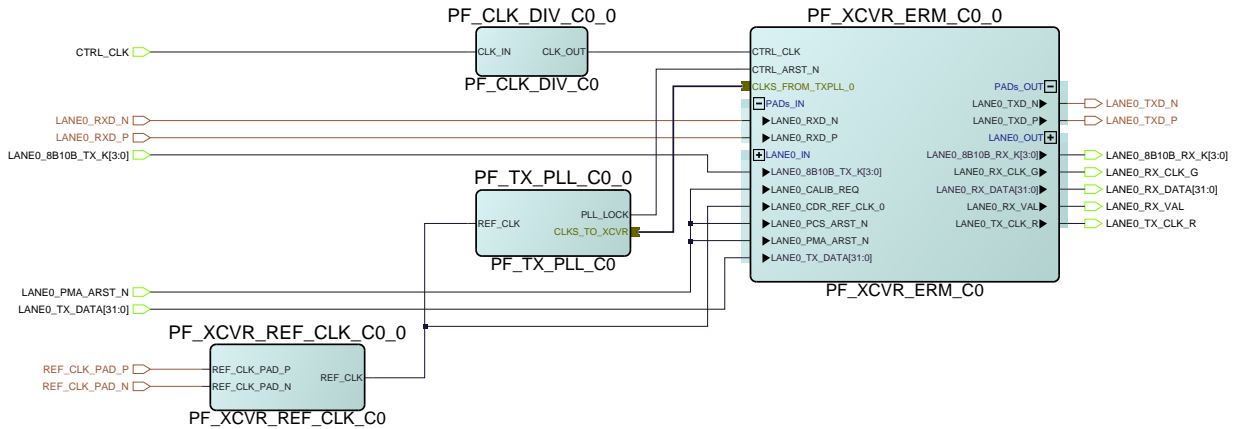 PF_CLK_DIV_C0_0
CTRL_CLK
CLK_IN
CLK_OUT
PF_CLK_DIV_C0
LANE0_RXD_N
LANE0_RXD_P
LANE0_8B10B_TX_K[3:0]
PF_TX_PLL_C0_0
REF_CLK
PLL_LOCK
CLKS_TO_XCVR
PF_TX_PLL_C0
LANE0_PMA_ARST_N
LANE0_TX_DATA[31:0]
PF_XCVR_REF_CLK_C0_0
REF_CLK_PAD_P
REF_CLK_PAD_N
REF_CLK_PAD_P
REF_CLK_PAD_N
REF_CLK
PF_XCVR_REF_CLK_C0
PF_XCVR_ERM_C0_0
CTRL_CLK
CTRL_ARST_N
CLKS_FROM_TXPLL_0
PADs_IN
LANE0_RXD_N
LANE0_RXD_P
LANE0_IN
LANE0_8B10B_TX_K[3:0]
LANE0_CALIB_REQ
LANE0_CDR_REF_CLK_0
LANE0_PCS_ARST_N
LANE0_PMA_ARST_N
LANE0_TX_DATA[31:0]
PADs_OUT
LANE0_TXD_N
LANE0_TXD_P
LANE0_OUT
LANE0_8B10B_RX_K[3:0]
LANE0_RX_CLK_G
LANE0_RX_DATA[31:0]
LANE0_RX_VAL
LANE0_TX_CLK_R
PF_XCVR_ERM_C0
LANE0_TXD_N
LANE0_TXD_P
LANE0_8B10B_RX_K[3:0]
LANE0_RX_CLK_G
LANE0_RX_DATA[31:0]
LANE0_RX_VAL
LANE0_TX_CLK_R